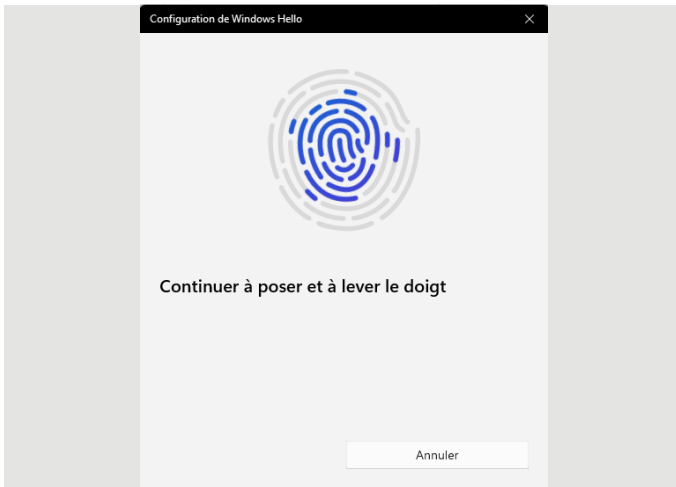 Configuration de Windows Hello
Continuer à poser et à lever le doigt
Annuler